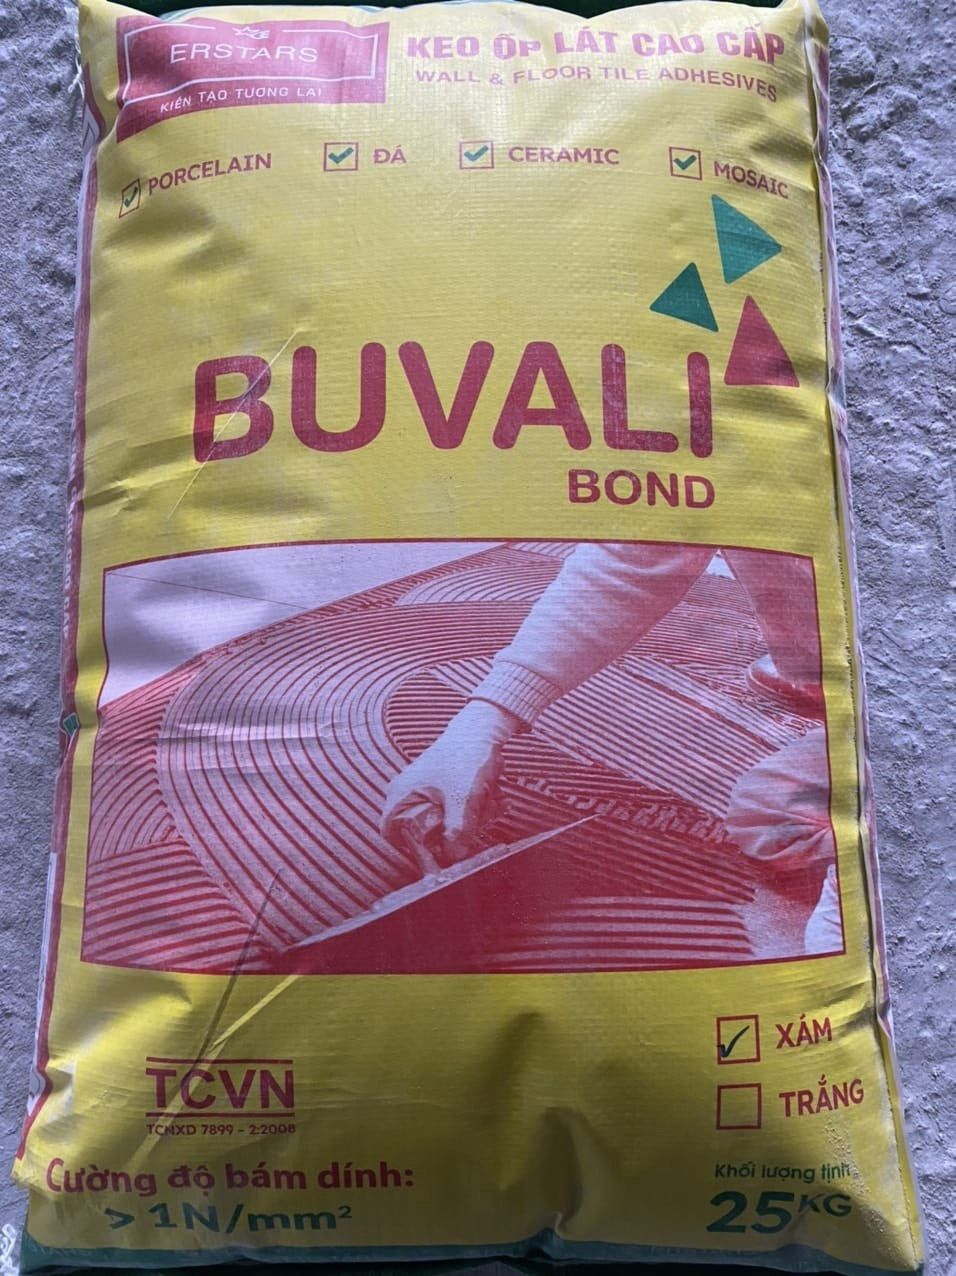 ERSTARS
KIẾN TẠO TƯƠNG LAI
KEO ỐP LÁT CAO CẤP
WALL & FLOOR TILE ADHESIVES
PORCELAIN
ĐÁ
CERAMIC
MOSAIC
BUVALI
BOND
XÁM
TRẮNG
TCVN
TCNXD 7899 - 2:2008
Cường độ bám dính:
> 1N/mm²
Khối lượng tịnh
25KG